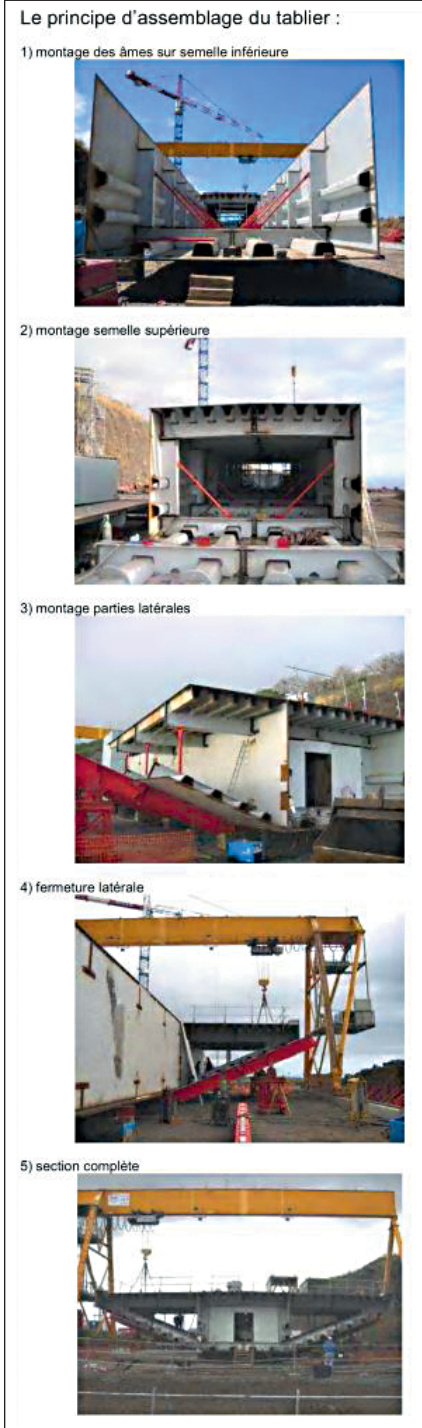 Le principe d'assemblage du tablier :
1) montage des âmes sur semelle inférieure
2) montage semelle supérieure
3) montage parties latérales
4) fermeture latérale
5) section complète